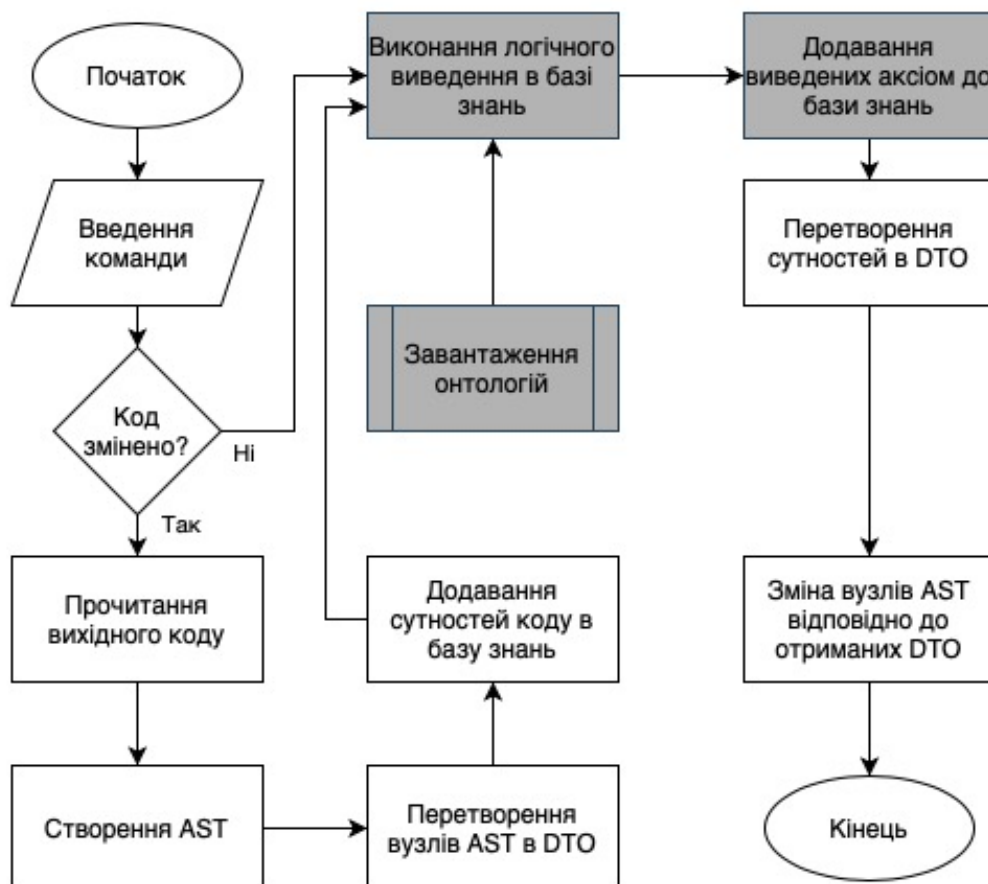 Початок
Введення
команди
Код
змінено?
Ні
Так
Прочитання
вихідного коду
Створення AST
Перетворення
вузлів AST в DTO
Додавання
сутностей коду в
базу знань
Завантаження
онтологій
Виконання логічного
виведення в базі
знань
Додавання
виведених аксіом до
бази знань
Перетворення
сутностей в DTO
Зміна вузлів AST
відповідно до
отриманих DTO
Кінець